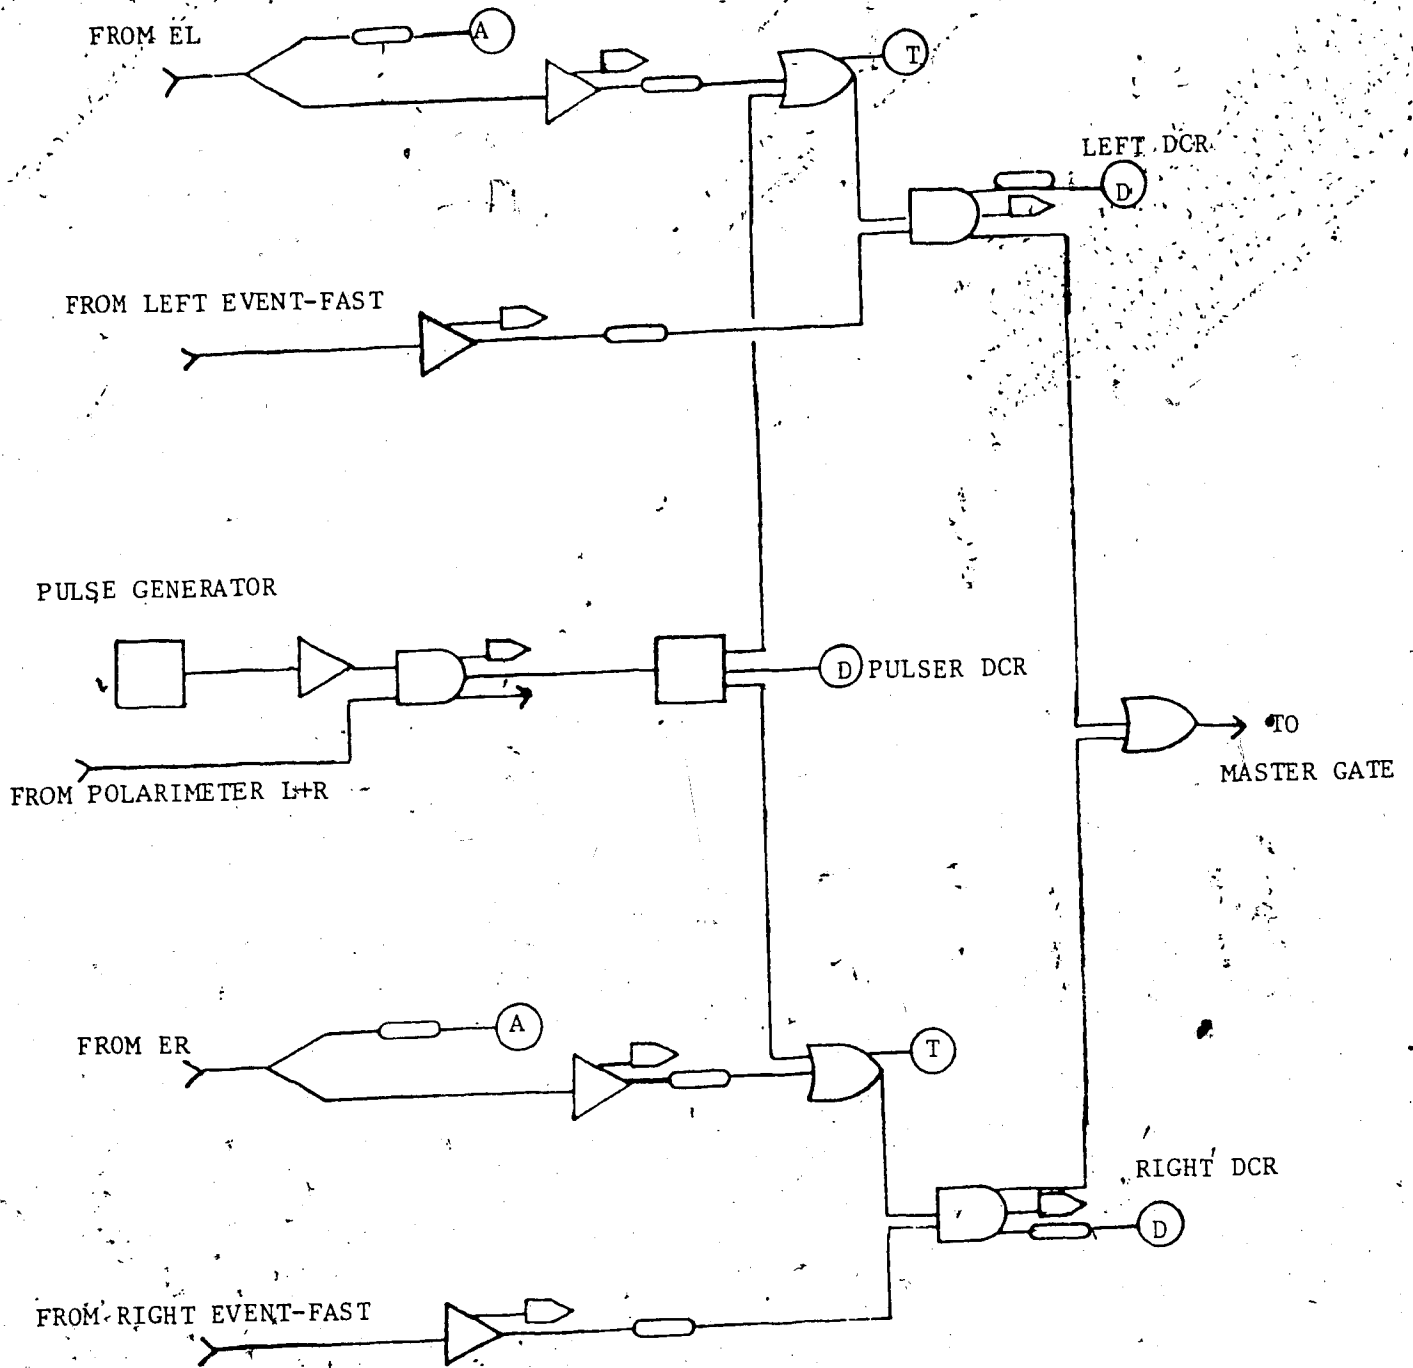 FROM EL
A
T
LEFT DCR
D
FROM LEFT EVENT-FAST
PULSE GENERATOR
D PULSER DCR
TO
MASTER GATE
FROM POLARIMETER L+R
A
FROM ER
T
RIGHT DCR
D
FROM RIGHT EVENT-FAST